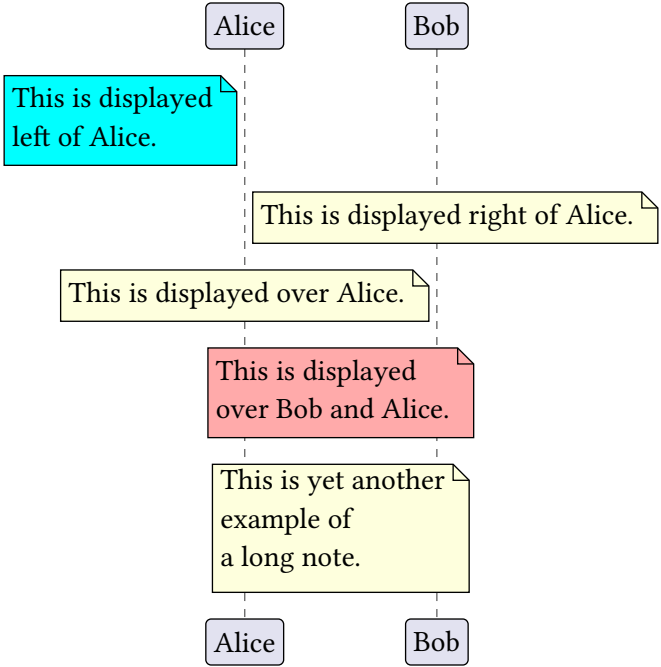 Alice
Bob
This is displayed
left of Alice.
This is displayed right of Alice.
This is displayed over Alice.
This is displayed
over Bob and Alice.
This is yet another
example of
a long note.
Alice
Bob